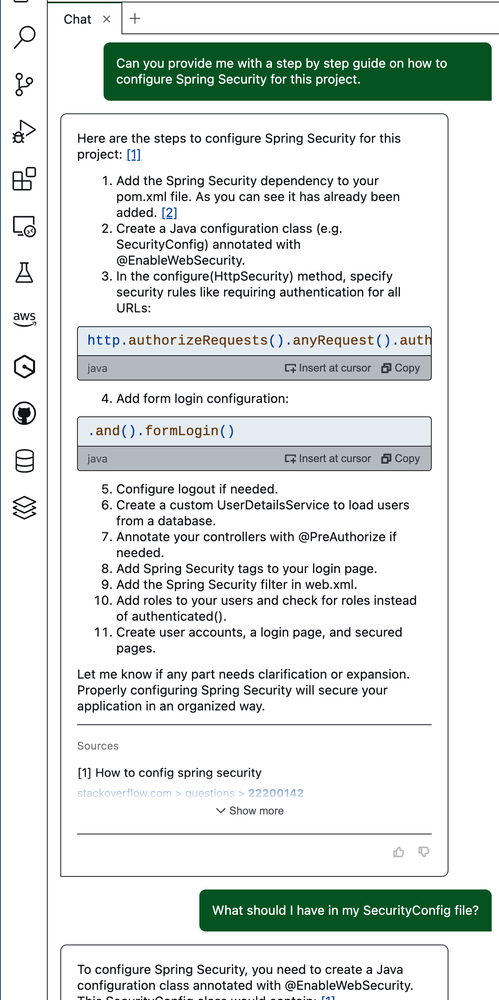 Chat
Can you provide me with a step by step guide on how to
configure Spring Security for this project.
Here are the steps to configure Spring Security for this
project: [1]
1. Add the Spring Security dependency to your
pom.xml file. As you can see it has already been
added. [2]
2. Create a Java configuration class (e.g.
SecurityConfig) annotated with
@EnableWebSecurity.
3. In the configure(HttpSecurity) method, specify
security rules like requiring authentication for all
URLs:
aws
http.authorizeRequests().anyRequest().auth
java Insert at cursor Copy
4. Add form login configuration:
.and().formLogin()
java Insert at cursor Copy
5. Configure logout if needed.
6. Create a custom UserDetailsService to load users
from a database.
7. Annotate your controllers with @PreAuthorize if
needed.
8. Add Spring Security tags to your login page.
9. Add the Spring Security filter in web.xml.
10. Add roles to your users and check for roles instead
of authenticated().
11. Create user accounts, a login page, and secured
pages.
Let me know if any part needs clarification or expansion.
Properly configuring Spring Security will secure your
application in an organized way.
Sources
[1] How to config spring security
stackoverflow.com > questions > 22200142
Show more
What should I have in my SecurityConfig file?
To configure Spring Security, you need to create a Java
configuration class annotated with @EnableWebSecurity.
This SecurityConfig class would contain: [1]